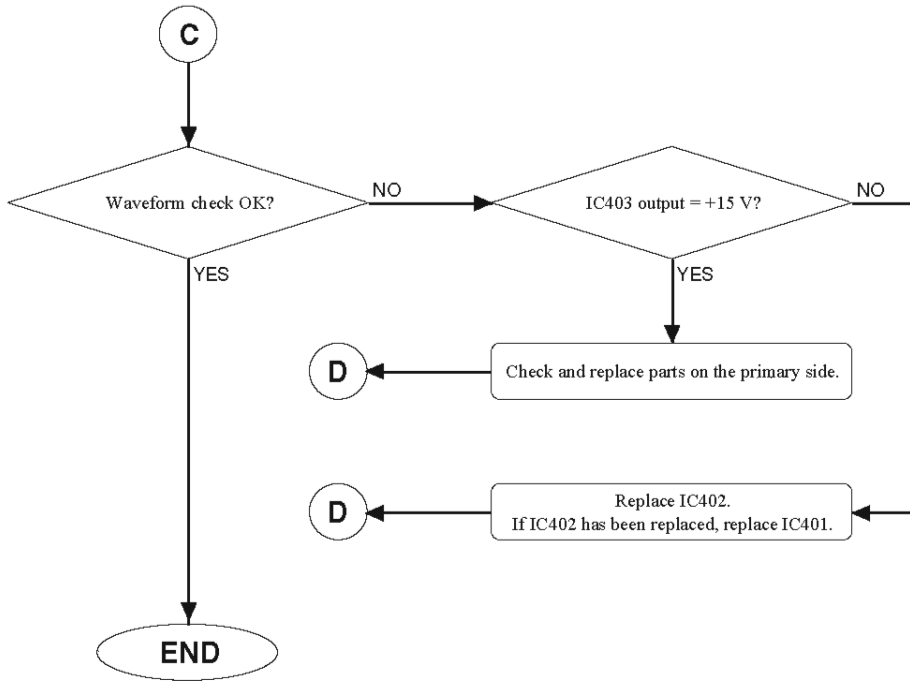 C
Waveform check OK?
NO
IC403 output = +15 V?
NO
YES
YES
D
Check and replace parts on the primary side.
D
Replace IC402.
If IC402 has been replaced, replace IC401.
END